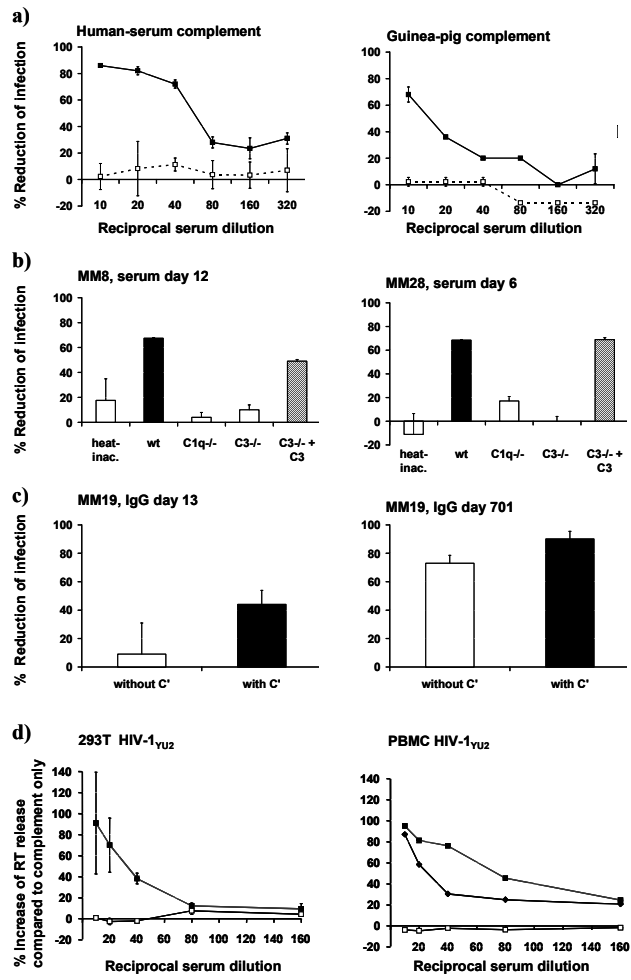 a)
Human-serum complement
Guinea-pig complement
% Reduction of infection
100
80
60
40
20
0
-20
10 20 40 80 160 320
Reciprocal serum dilution
100
80
60
40
20
0
-20
10 20 40 80 160 320
Reciprocal serum dilution
b)
MM8, serum day 12
MM28, serum day 6
% Reduction of infection
100
80
60
40
20
0
heat-inac. wt C1q-/- C3-/- C3-/- + C3
100
80
60
40
20
0
-20
heat-inac. wt C1q-/- C3-/- C3-/- + C3
c)
MM19, IgG day 13
MM19, IgG day 701
% Reduction of infection
100
80
60
40
20
0
without C' with C'
100
80
60
40
20
0
without C' with C'
d)
293T HIV-1YU2
PBMC HIV-1YU2
% Increase of RT release
compared to complement only
140
120
100
80
60
40
20
0
-20
20 40 60 80 100 120 140 160
Reciprocal serum dilution
140
120
100
80
60
40
20
0
-20
20 40 60 80 100 120 140 160
Reciprocal serum dilution